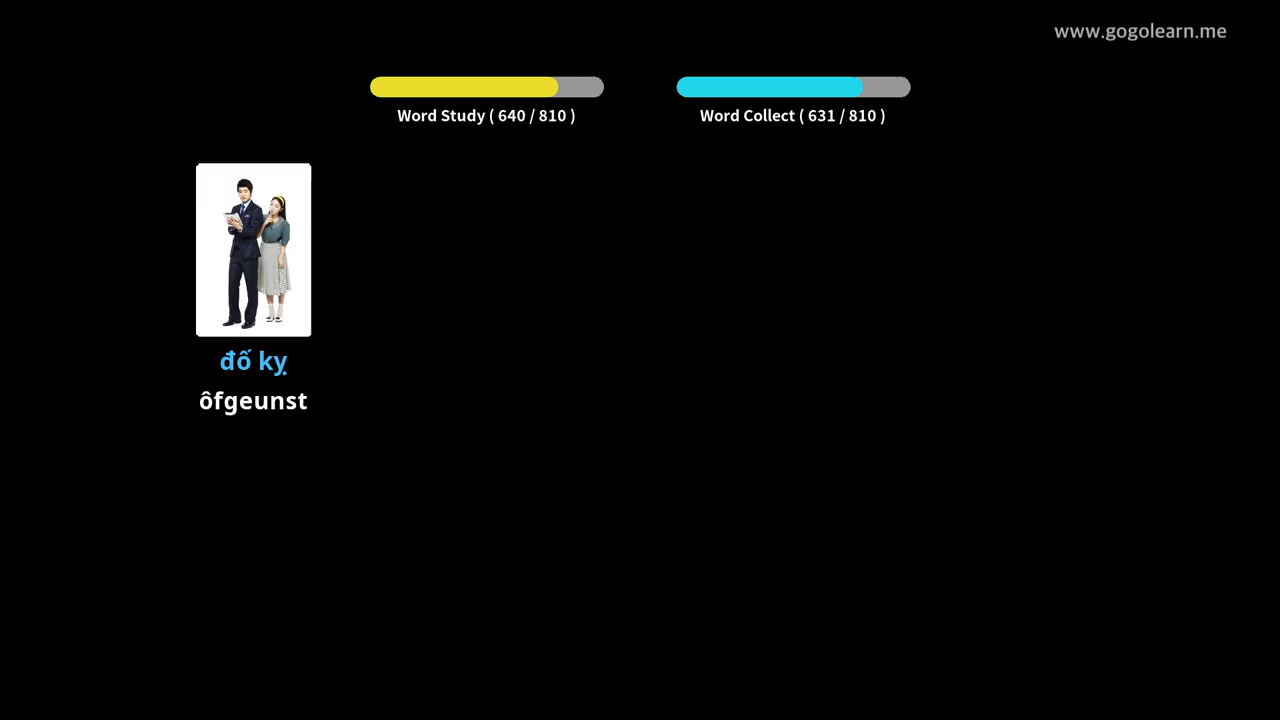 www.gogolearn.me
Word Study ( 640 / 810 )
Word Collect ( 631 / 810 )
đố kỵ
ôfgeunst